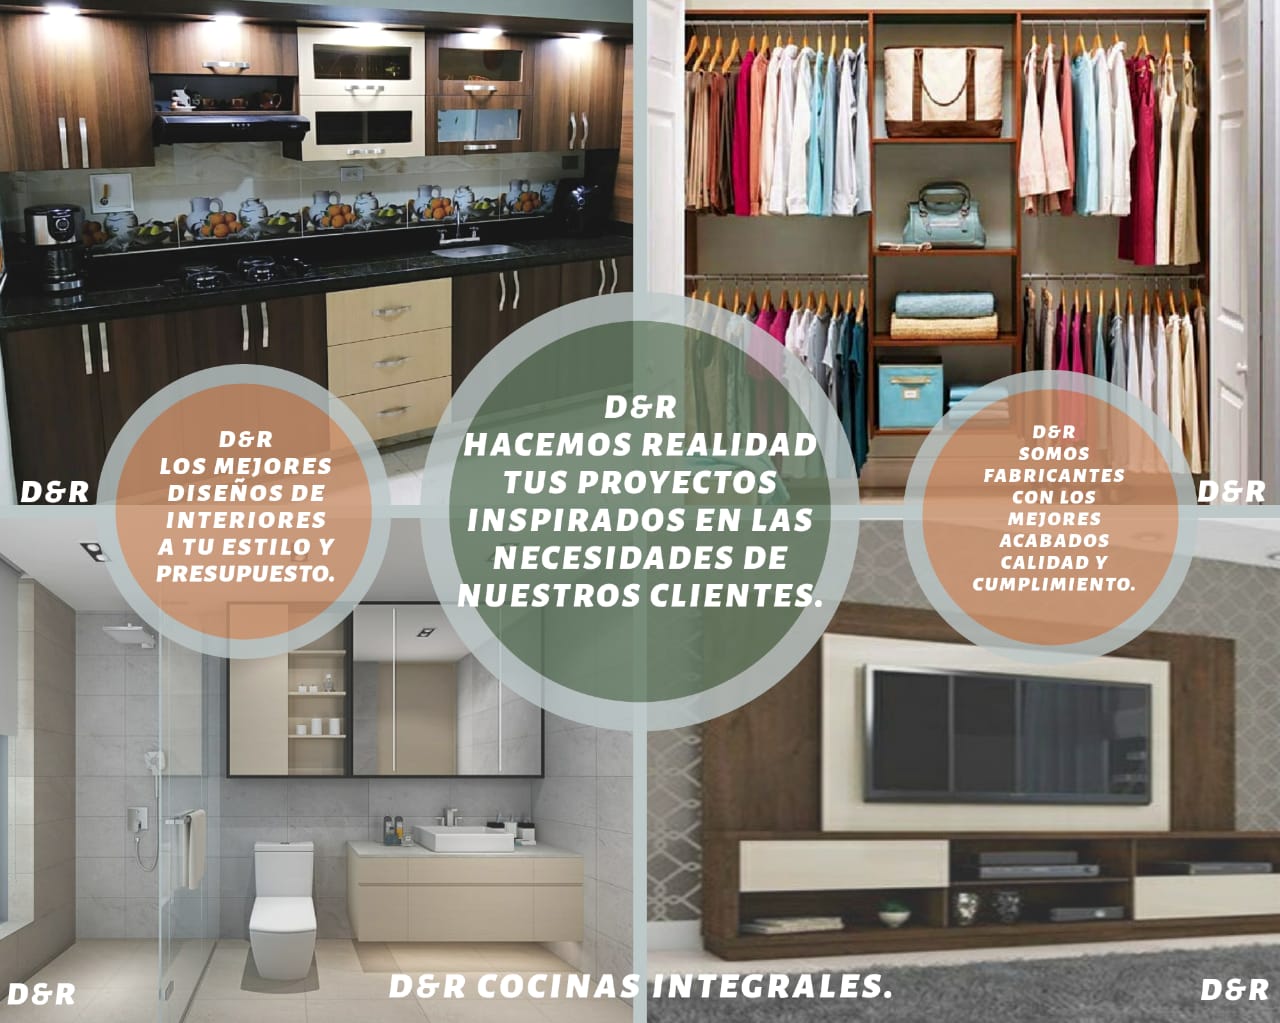 D&R
LOS MEJORES
DISEÑOS DE
INTERIORES
A TU ESTILO Y
PRESUPUESTO.
D&R
HACEMOS REALIDAD
TUS PROYECTOS
INSPIRADOS EN LAS
NECESIDADES DE
NUESTROS CLIENTES.
D&R
SOMOS
FABRICANTES
CON LOS
MEJORES
ACABADOS
CALIDAD Y
CUMPLIMIENTO.
D&R
D&R
D&R
D&R COCINAS INTEGRALES.
D&R